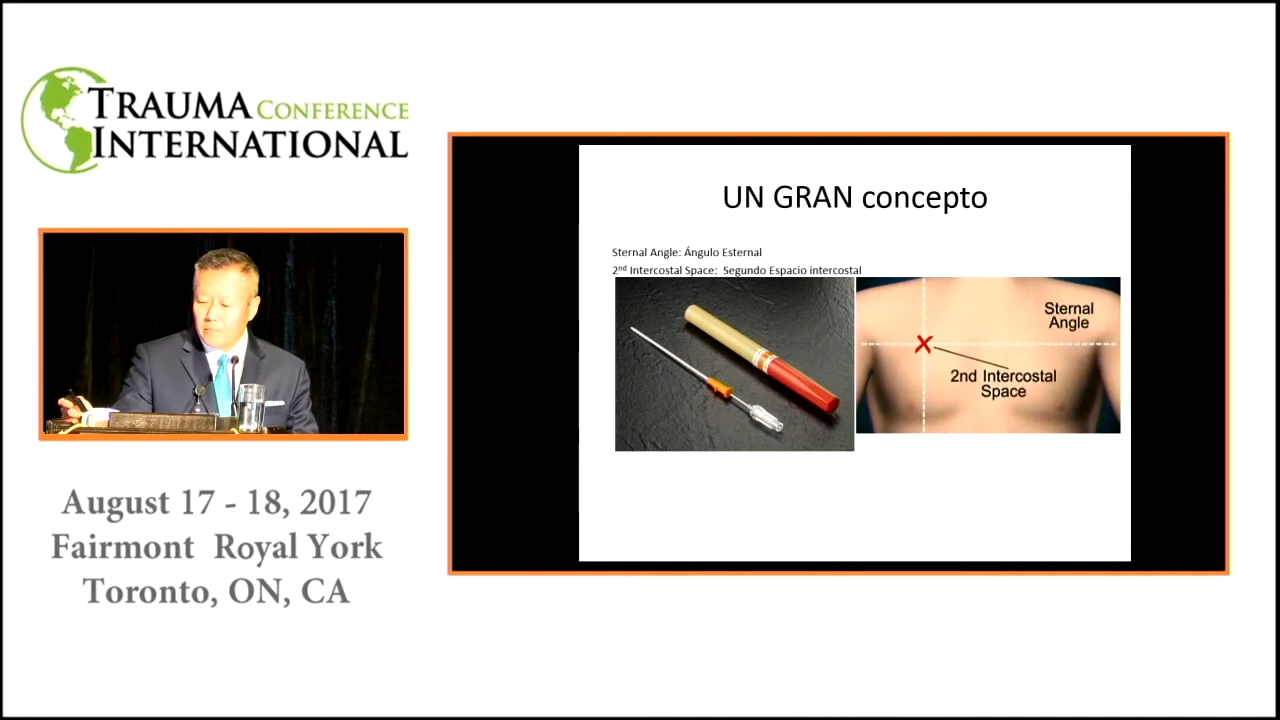 TRAUMA CONFERENCE
INTERNATIONAL
August 17 - 18, 2017
Fairmont Royal York
Toronto, ON, CA
UN GRAN concepto
Sternal Angle: Ángulo Esternal
2nd Intercostal Space: Segundo Espacio intercostal
Sternal
Angle
2nd Intercostal
Space